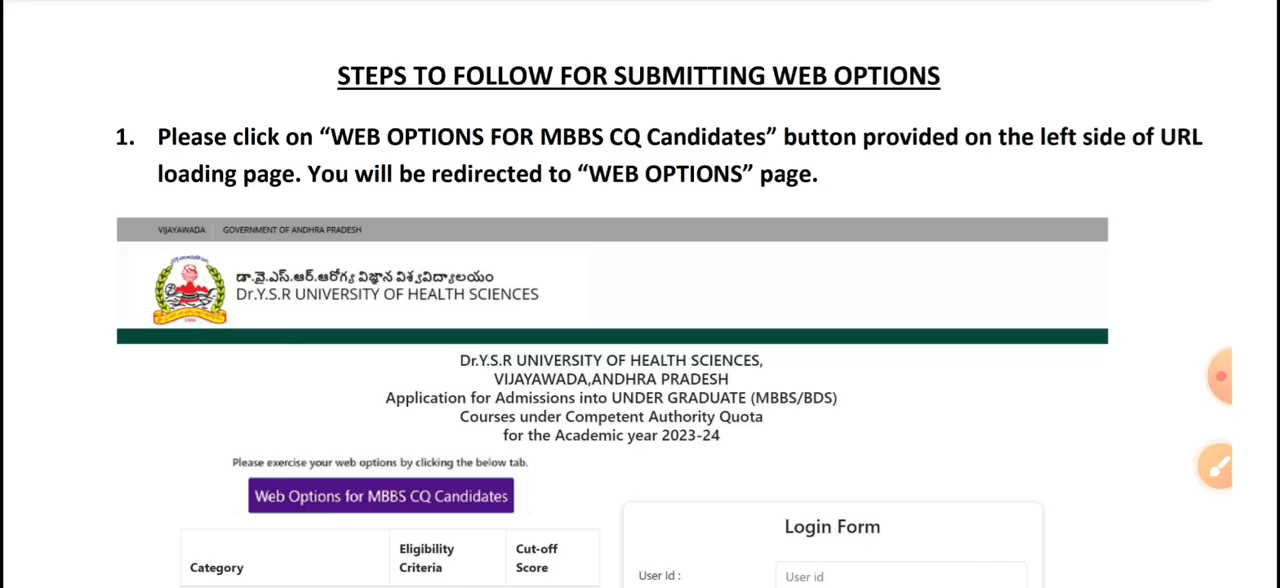 STEPS TO FOLLOW FOR SUBMITTING WEB OPTIONS
1. Please click on “WEB OPTIONS FOR MBBS CQ Candidates” button provided on the left side of URL
loading page. You will be redirected to “WEB OPTIONS” page.
VIJAYAWADA GOVERNMENT OF ANDHRA PRADESH
డా.వై.ఎస్.ఆర్.ఆరోగ్య విజ్ఞాన విశ్వవిద్యాలయం
Dr.Y.S.R UNIVERSITY OF HEALTH SCIENCES
Dr.Y.S.R UNIVERSITY OF HEALTH SCIENCES,
VIJAYAWADA,ANDHRA PRADESH
Application for Admissions into UNDER GRADUATE (MBBS/BDS)
Courses under Competent Authority Quota
for the Academic year 2023-24
Please exercise your web options by clicking the below tab.
Web Options for MBBS CQ Candidates
Category
Eligibility
Criteria
Cut-off
Score
Login Form
User Id :
User id